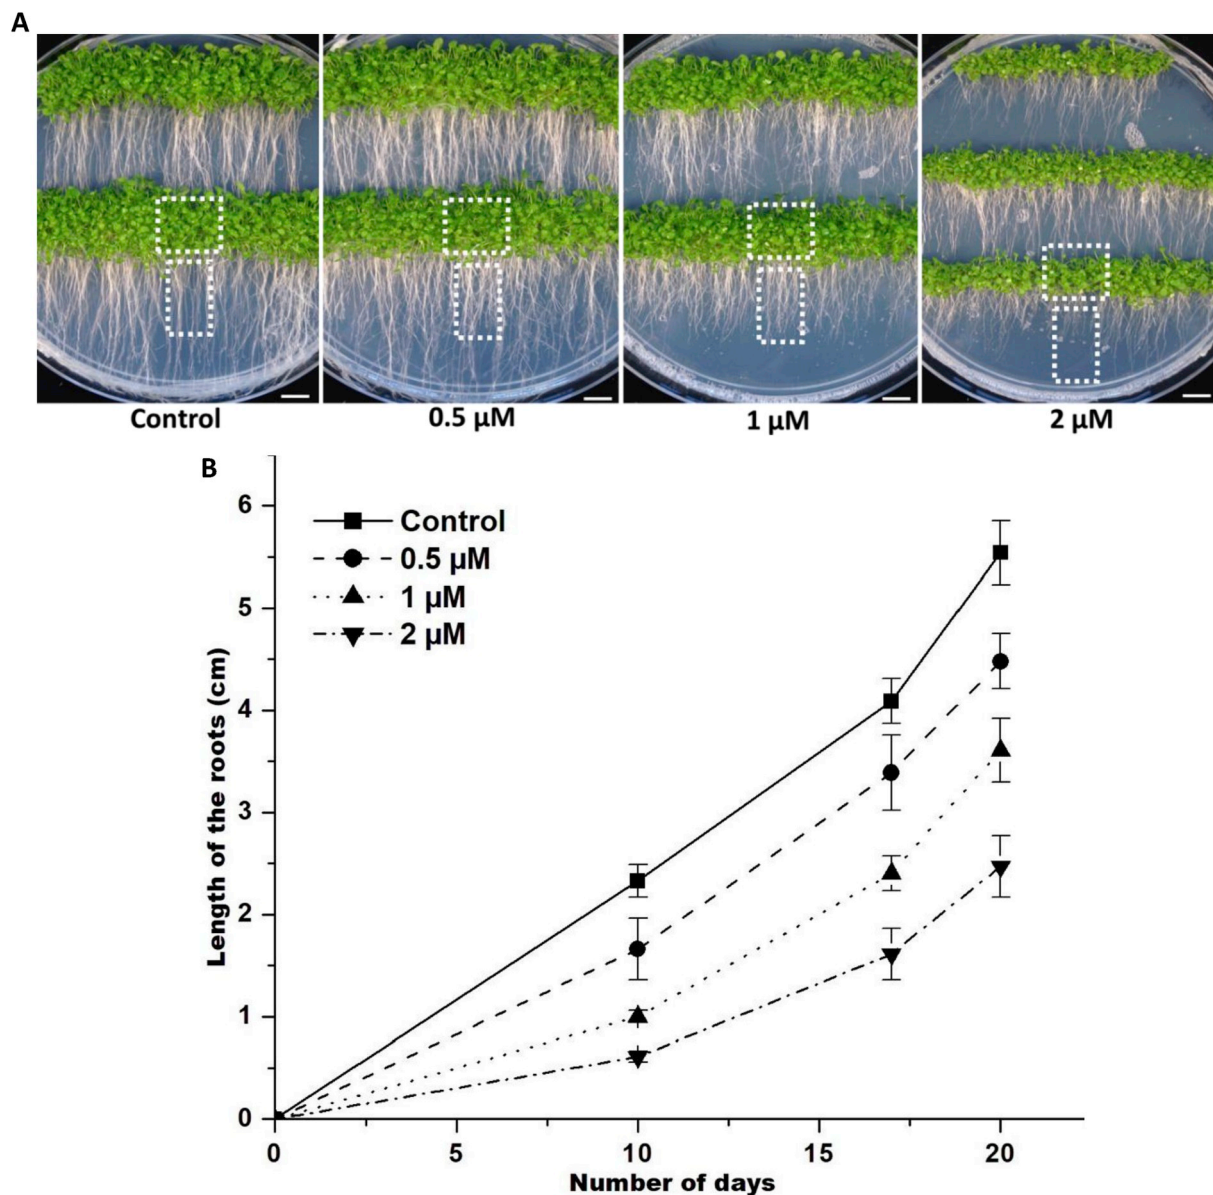 A
Control
0.5 µM
1 µM
2 µM
B
Control
0.5 µM
1 µM
2 µM
Length of the roots (cm)
6
5
4
3
2
1
0
0
5
10
15
20
Number of days